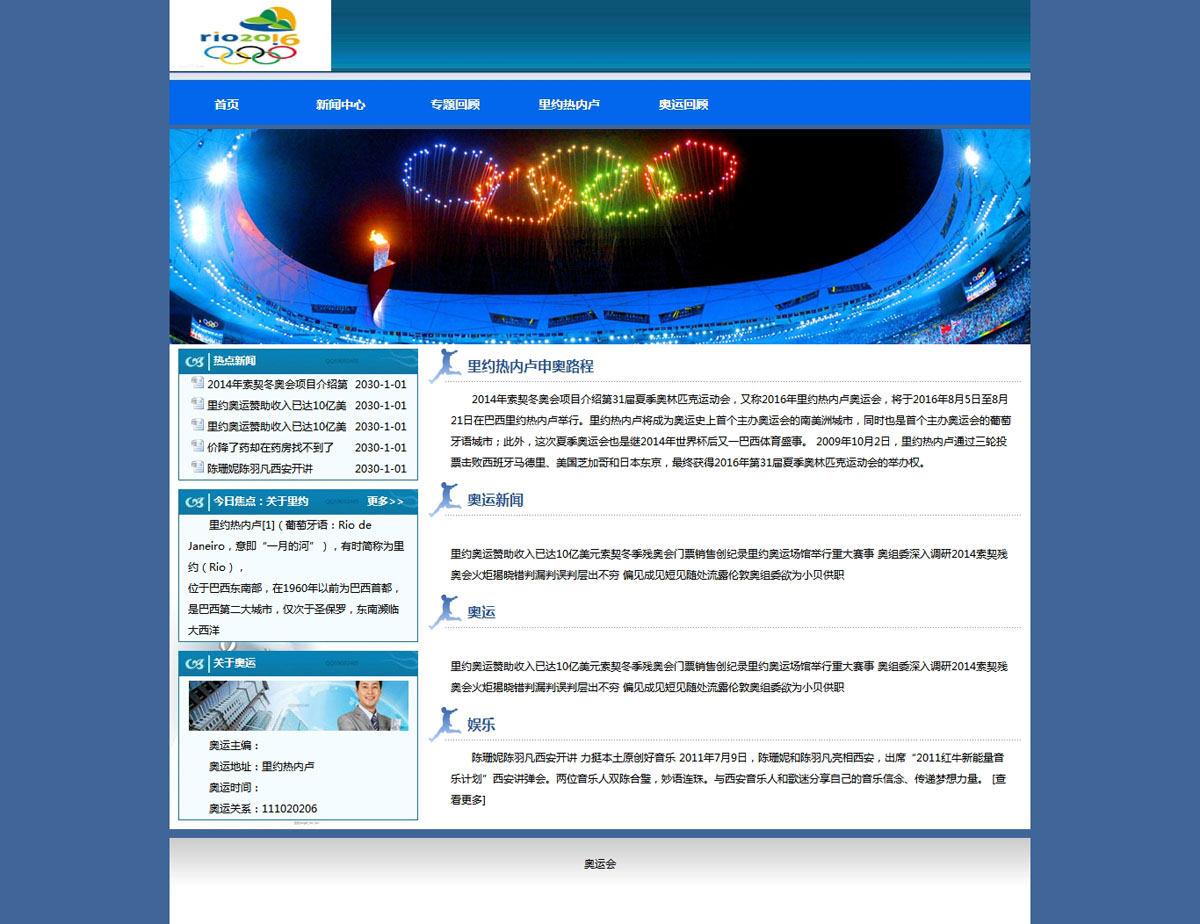 rio2016
首页 新闻中心 专题回顾 里约热内卢 奥运回顾
热点新闻
2014年索契冬奥会项目介绍第 2030-1-01
里约奥运赞助收入已达10亿美 2030-1-01
里约奥运赞助收入已达10亿美 2030-1-01
价降了药却在药房找不到了 2030-1-01
陈珊妮陈羽凡西安开讲 2030-1-01
今日焦点：关于里约 更多>>
里约热内卢[1]（葡萄牙语：Rio de
Janeiro，意即“一月的河”），有时简称为里
约（Rio），
位于巴西东南部，在1960年以前为巴西首都，
是巴西第二大城市，仅次于圣保罗，东南濒临
大西洋
关于奥运
奥运主编：
奥运地址：里约热内卢
奥运时间：
奥运关系：111020206
里约热内卢申奥路程
2014年索契冬奥会项目介绍第31届夏季奥林匹克运动会，又称2016年里约热内卢奥运会，将于2016年8月5日至8月
21日在巴西里约热内卢举行。里约热内卢将成为奥运史上首个主办奥运会的南美洲城市，同时也是首个主办奥运会的葡萄
牙语城市；此外，这次夏季奥运会也是继2014年世界杯后又一巴西体育盛事。 2009年10月2日，里约热内卢通过三轮投
票击败西班牙马德里、美国芝加哥和日本东京，最终获得2016年第31届夏季奥林匹克运动会的举办权。
奥运新闻
里约奥运赞助收入已达10亿美元索契冬季残奥会门票销售创纪录里约奥运场馆举行重大赛事 奥组委深入调研2014索契残
奥会火炬揭晓错判漏判误判层出不穷 偏见成见短见随处流露伦敦奥组委欲为小贝供职
奥运
里约奥运赞助收入已达10亿美元索契冬季残奥会门票销售创纪录里约奥运场馆举行重大赛事 奥组委深入调研2014索契残
奥会火炬揭晓错判漏判误判层出不穷 偏见成见短见随处流露伦敦奥组委欲为小贝供职
娱乐
陈珊妮陈羽凡西安开讲 力挺本土原创好音乐 2011年7月9日，陈珊妮和陈羽凡亮相西安，出席“2011红牛新能量音
乐计划”西安讲弹会。两位音乐人双陈合璧，妙语连珠。与西安音乐人和歌迷分享自己的音乐信念、传递梦想力量。 [查
看更多]
奥运会